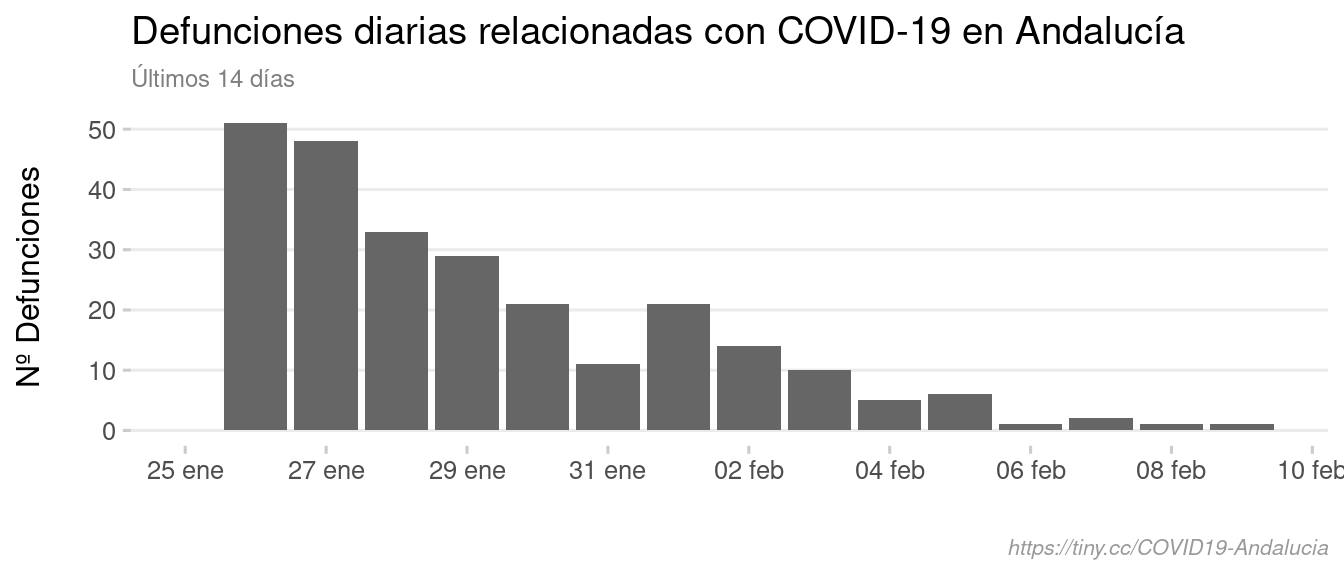 Defunciones diarias relacionadas con COVID-19 en Andalucía
Últimos 14 días
Nº Defunciones
50
40
30
20
10
0
25 ene 27 ene 29 ene 31 ene 02 feb 04 feb 06 feb 08 feb 10 feb
https://tiny.cc/COVID19-Andalucia